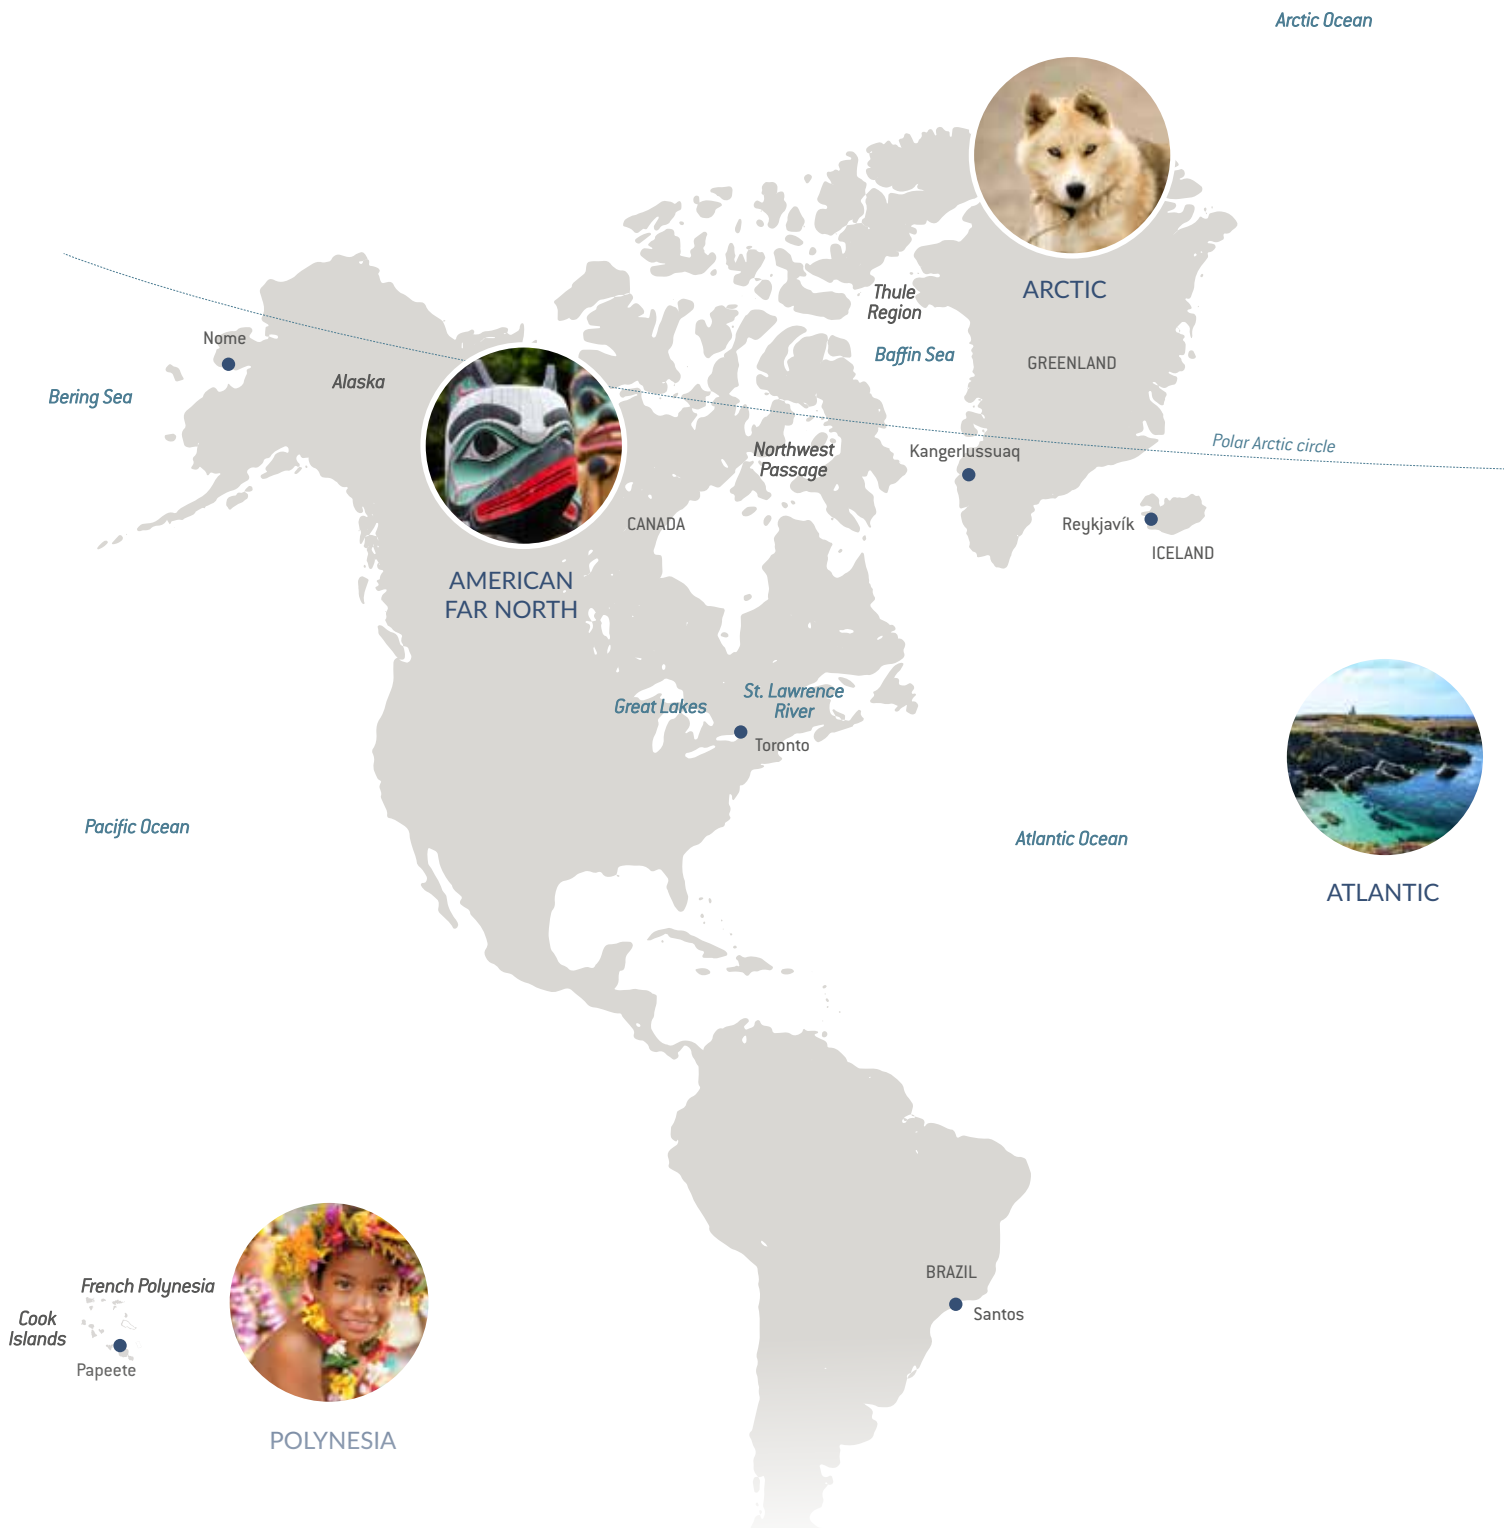 Arctic Ocean
ARCTIC
Thule
Region
Nome
Baffin Sea
GREENLAND
Alaska
Bering Sea
Polar Arctic circle
Northwest
Passage
Kangerlussuaq
CANADA
Reykjavík
ICELAND
AMERICAN
FAR NORTH
St. Lawrence
River
Great Lakes
Toronto
Pacific Ocean
Atlantic Ocean
ATLANTIC
BRAZIL
French Polynesia
Santos
Cook
Islands
Papeete
POLYNESIA